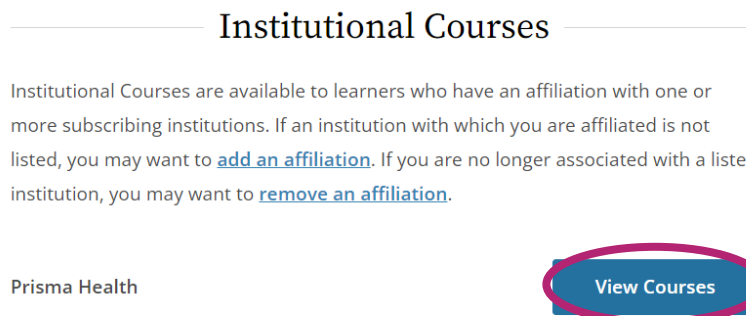 Institutional Courses
Institutional Courses are available to learners who have an affiliation with one or
more subscribing institutions. If an institution with which you are affiliated is not
listed, you may want to add an affiliation. If you are no longer associated with a liste
institution, you may want to remove an affiliation.
Prisma Health
View Courses